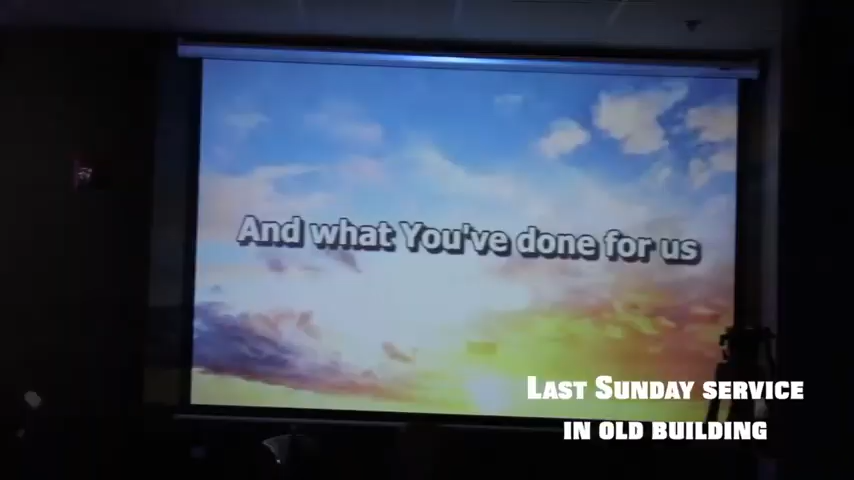 And what You've done for us
Last Sunday service
in old building